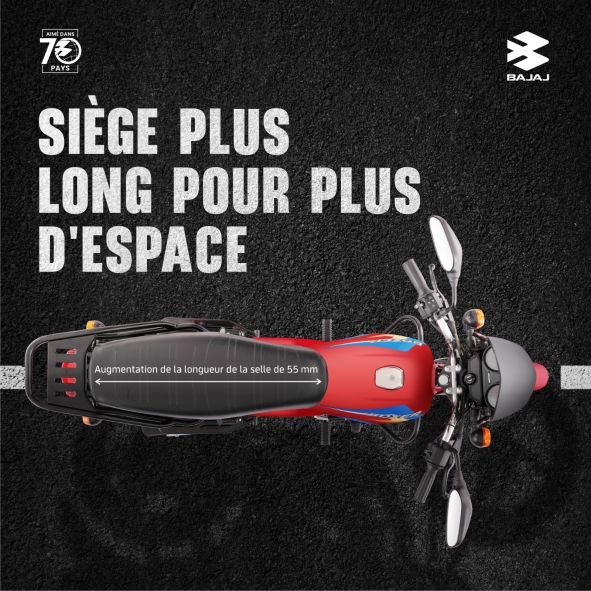 AIMÉ DANS
70
PAYS
BAJAJ
SIÈGE PLUS
LONG POUR PLUS
D'ESPACE
Augmentation de la longueur de la selle de 55 mm